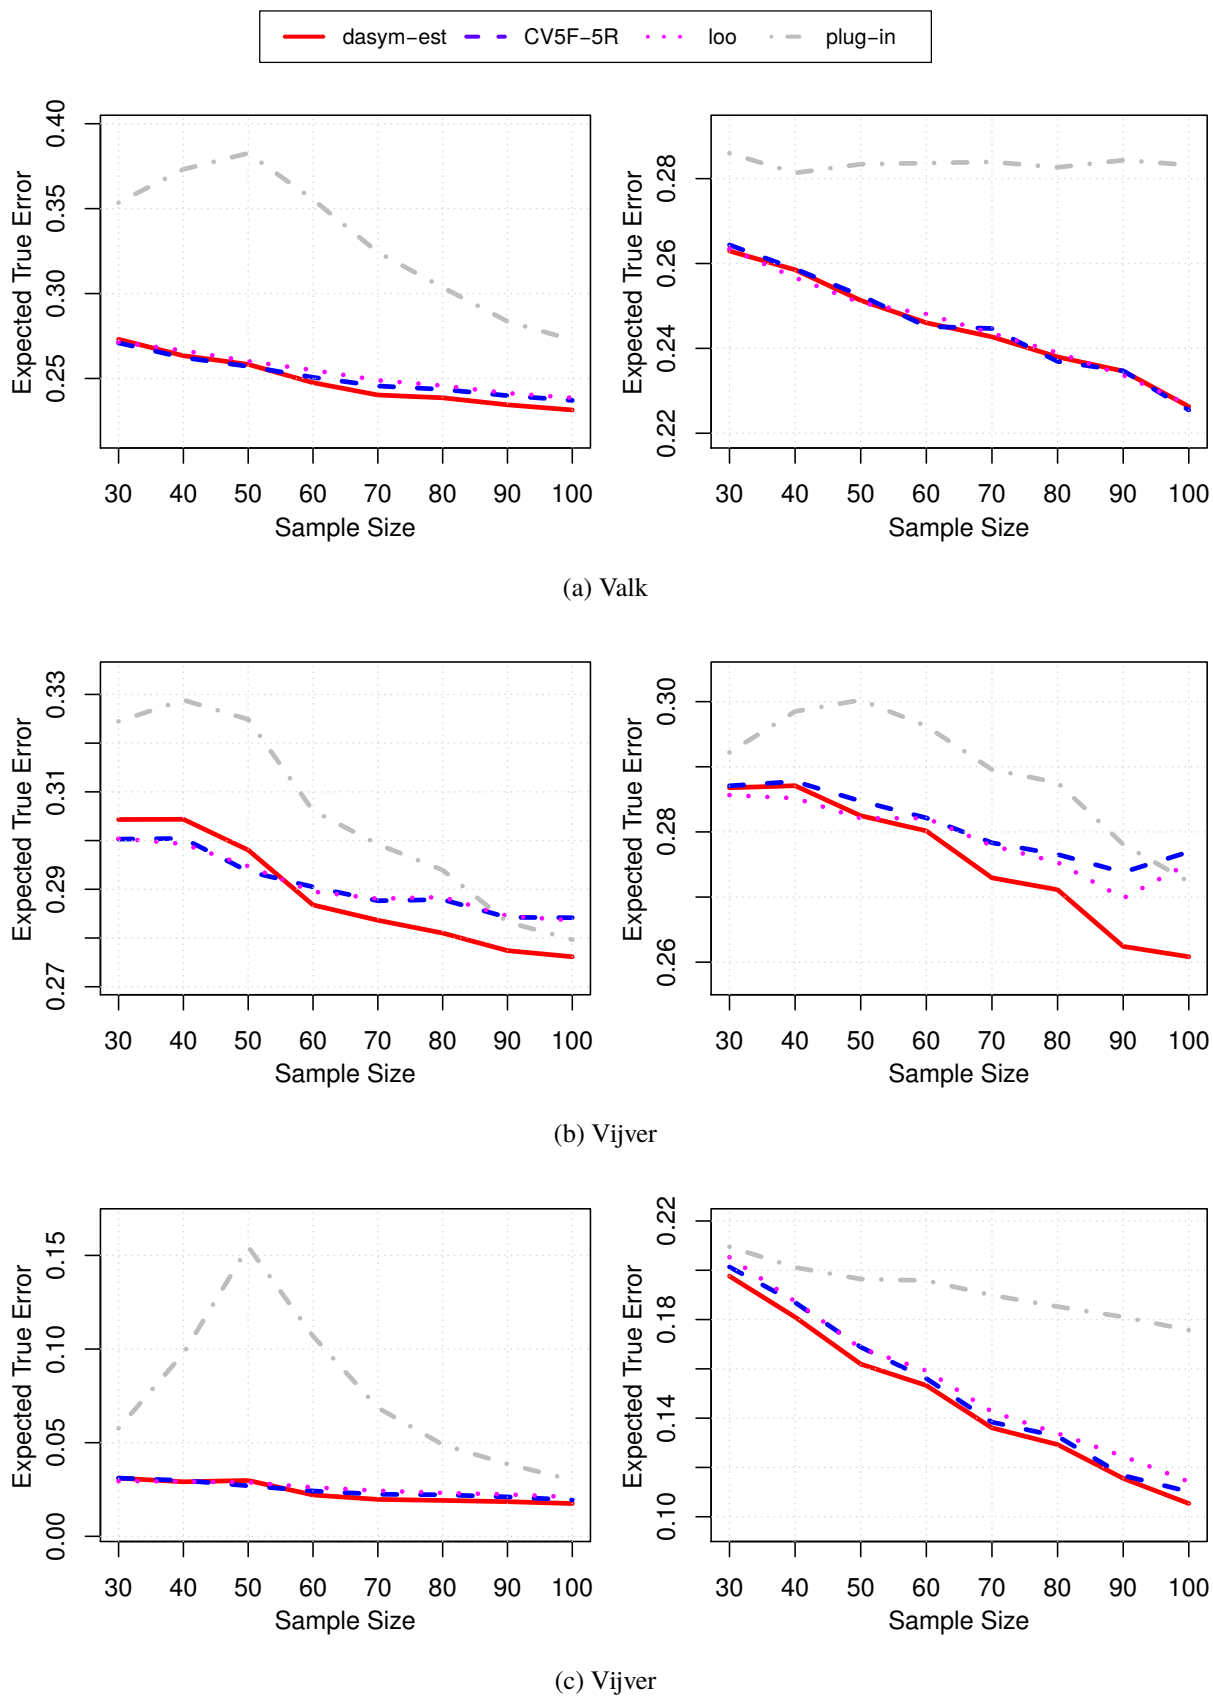 dasym−est CV5F−5R loo plug−in
0.40
0.35
0.30
0.25
Expected True Error
30 40 50 60 70 80 90 100
Sample Size
0.28
0.26
0.24
0.22
Expected True Error
30 40 50 60 70 80 90 100
Sample Size
(a) Valk
0.33
0.31
0.29
0.27
Expected True Error
30 40 50 60 70 80 90 100
Sample Size
0.30
0.28
0.26
Expected True Error
30 40 50 60 70 80 90 100
Sample Size
(b) Vijver
0.15
0.10
0.05
0.00
Expected True Error
30 40 50 60 70 80 90 100
Sample Size
0.22
0.18
0.14
0.10
Expected True Error
30 40 50 60 70 80 90 100
Sample Size
(c) Vijver